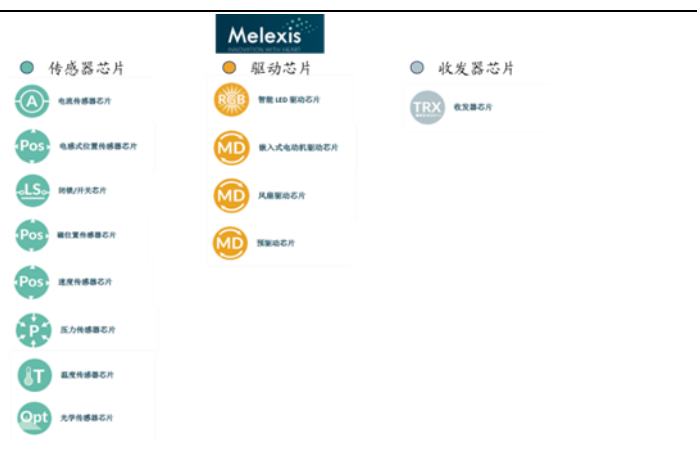 Melexis
INNOVATION WITH HEART
传感器芯片
A
电流传感器芯片
Pos
电感式位置传感器芯片
LS
闭锁/开关芯片
Pos
磁位置传感器芯片
Pos
速度传感器芯片
P
压力传感器芯片
T
温度传感器芯片
Opt
光学传感器芯片
驱动芯片
RGB
智能 LED 驱动芯片
MD
嵌入式电动机驱动芯片
MD
风扇驱动芯片
MD
预驱动芯片
收发器芯片
TRX
收发器芯片